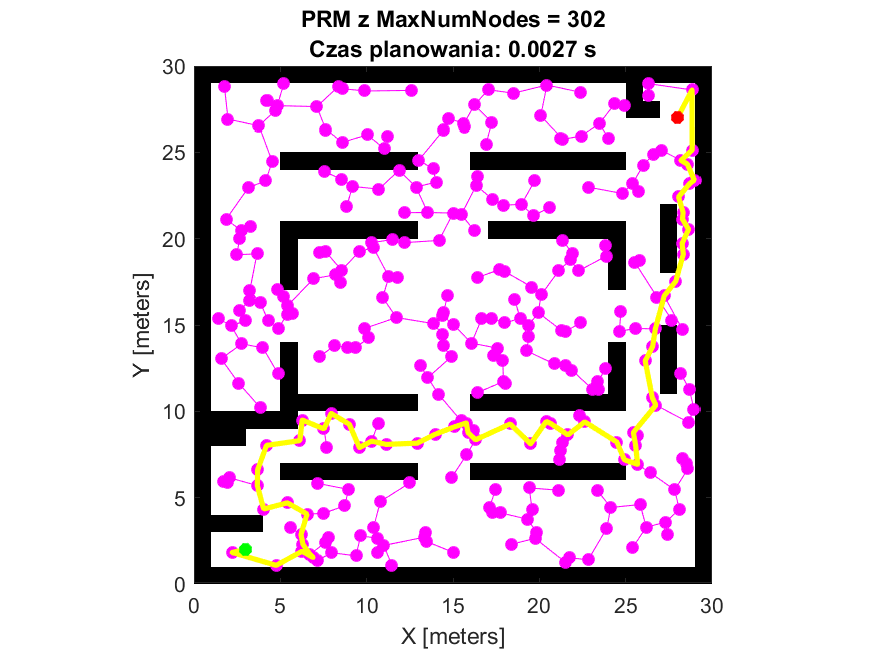 PRM z MaxNumNodes = 302
Czas planowania: 0.0027 s
30
25
20
15
10
5
0
Y [meters]
0 5 10 15 20 25 30
X [meters]